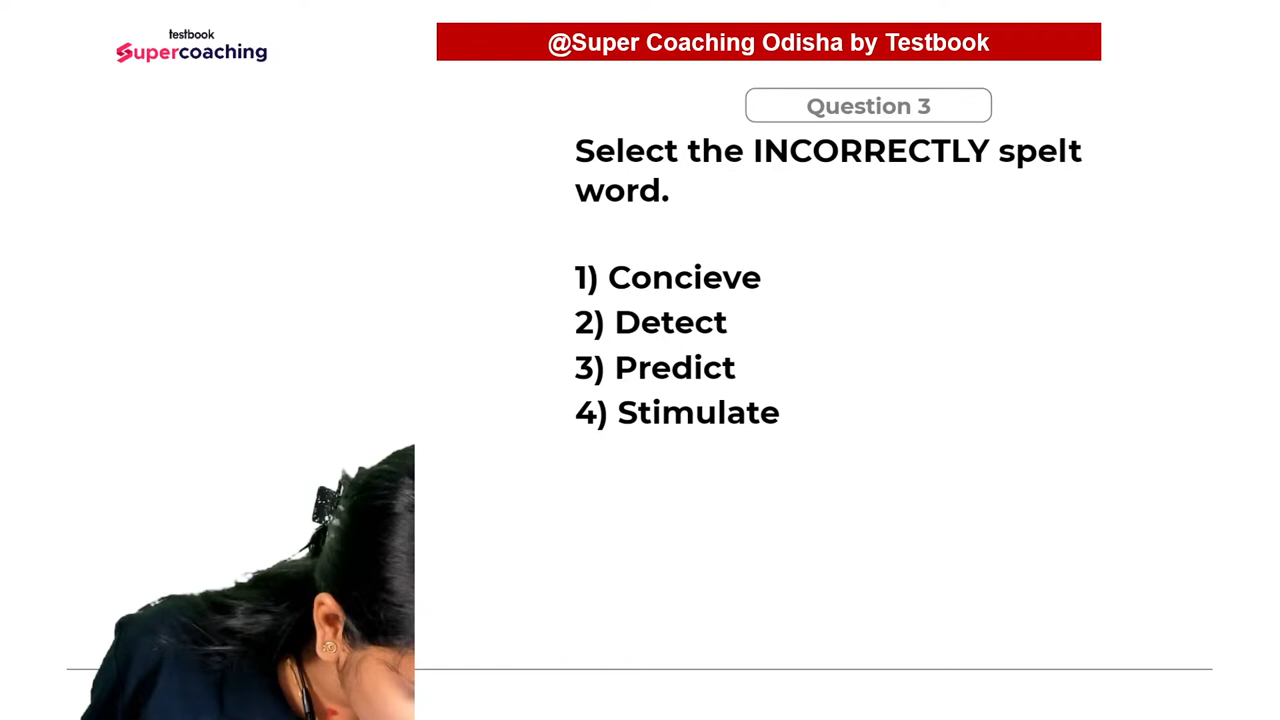 testbook
Supercoaching
@Super Coaching Odisha by Testbook
Question 3
Select the INCORRECTLY spelt
word.
1) Concieve
2) Detect
3) Predict
4) Stimulate